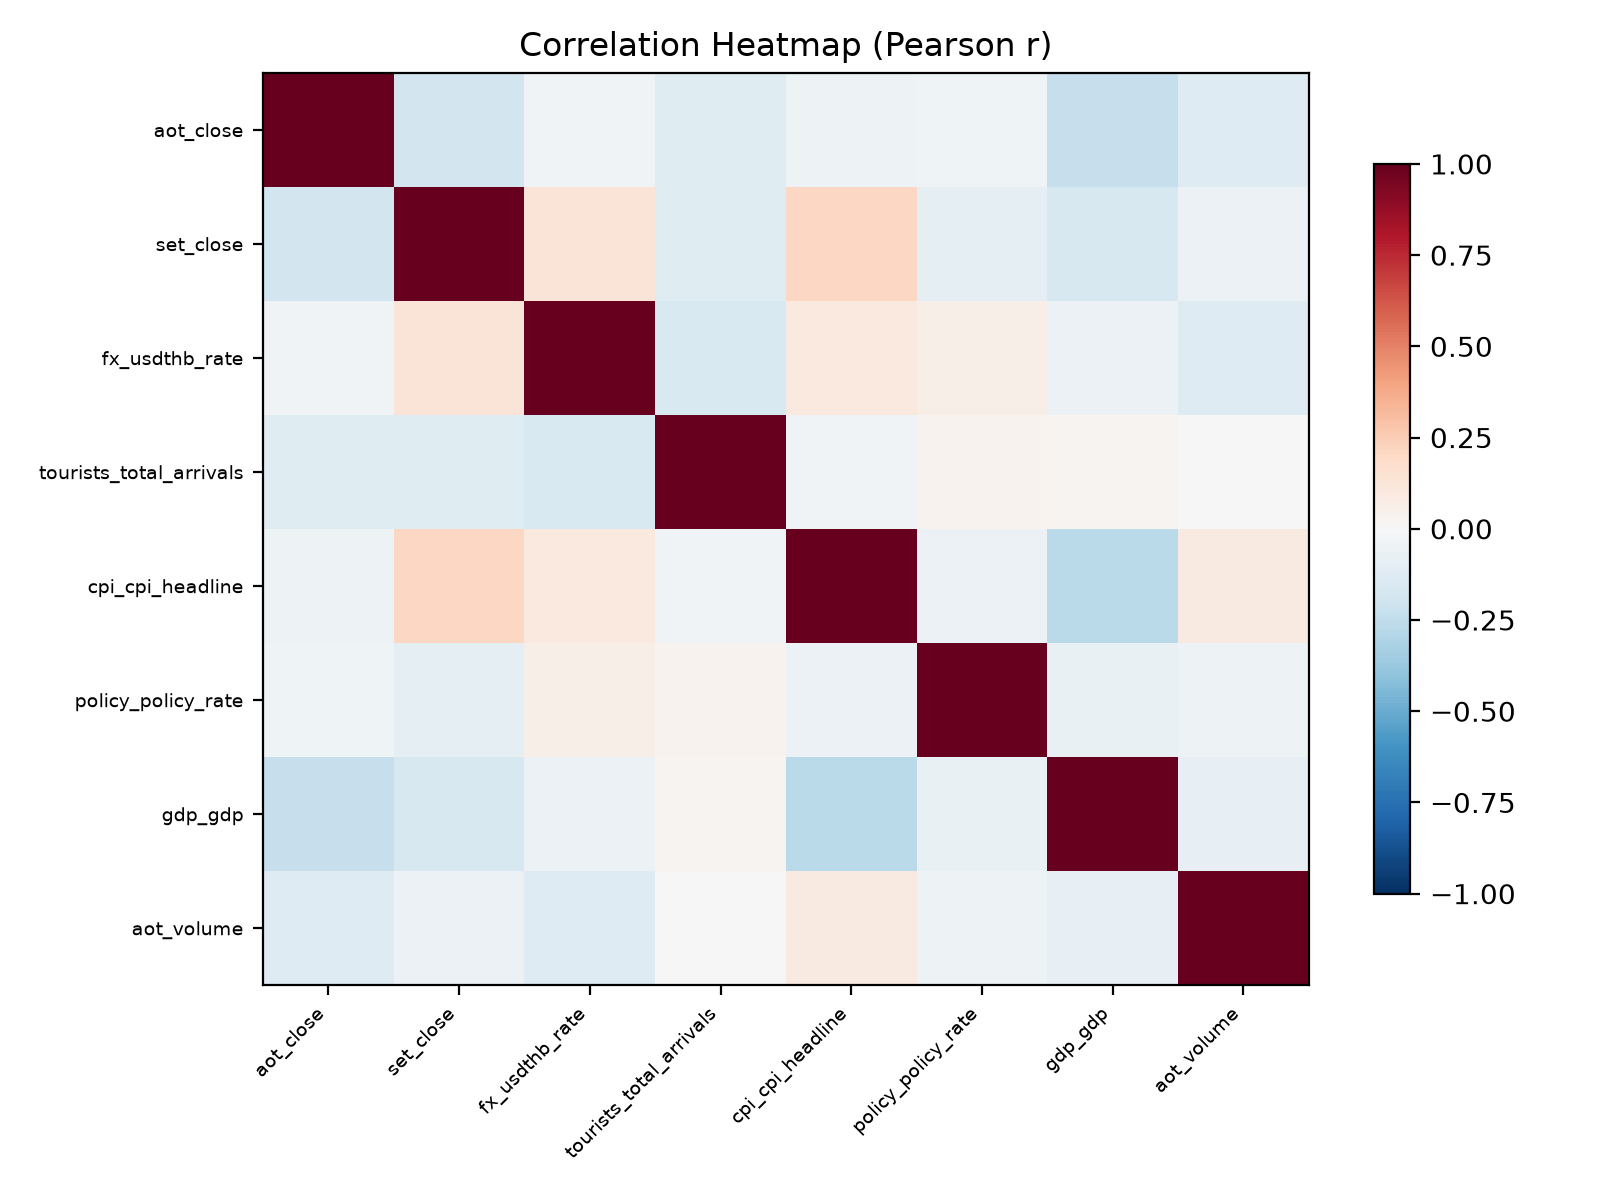 Correlation Heatmap (Pearson r)
aot_close
set_close
fx_usdthb_rate
tourists_total_arrivals
cpi_cpi_headline
policy_policy_rate
gdp_gdp
aot_volume
aot_close
set_close
fx_usdthb_rate
tourists_total_arrivals
cpi_cpi_headline
policy_policy_rate
gdp_gdp
aot_volume
1.00
0.75
0.50
0.25
0.00
−0.25
−0.50
−0.75
−1.00